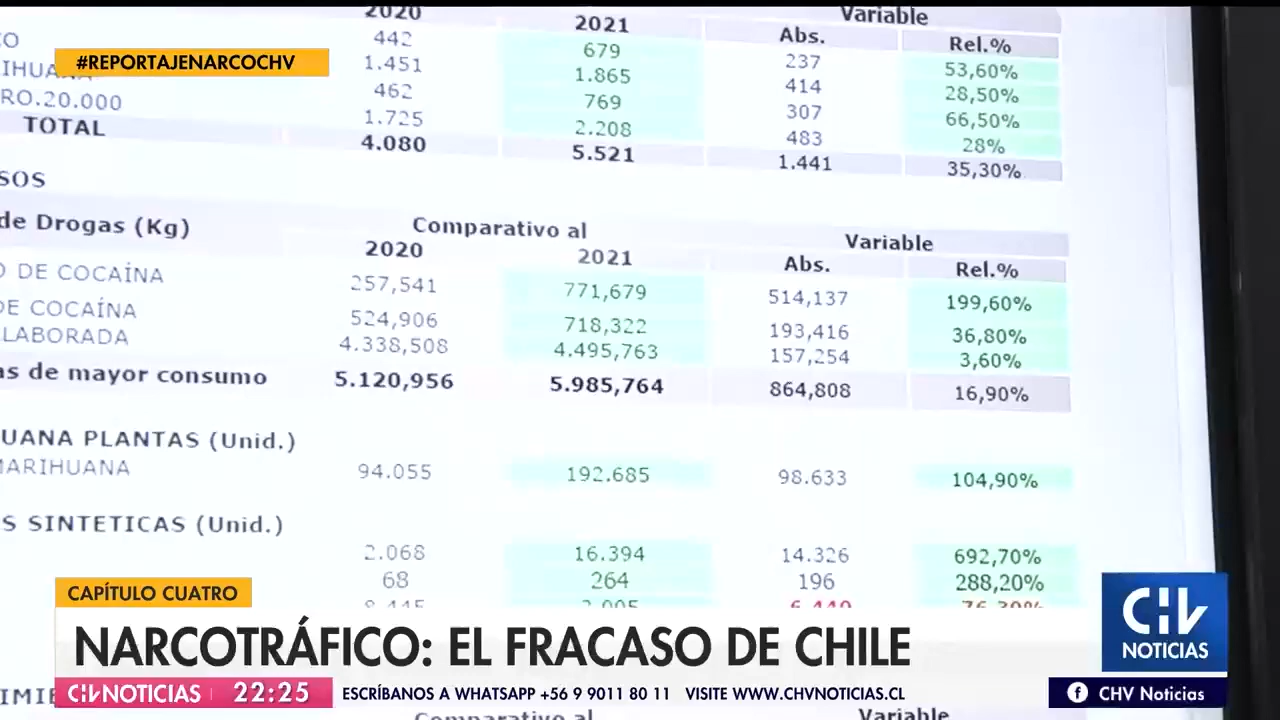 2020 2021 Variable
Abs. Rel.%
CO 442 679 237 53,60%
#REPORTAJENARCOCHV
1.451 1.865 414 28,50%
RO.20.000 462 769 307 66,50%
1.725 2.208 483 28%
TOTAL 4.080 5.521 1.441 35,30%
SOS
de Drogas (Kg) Comparativo al Variable
2020 2021 Abs. Rel.%
O DE COCAÍNA 257,541 771,679 514,137 199,60%
DE COCAÍNA 524,906 718,322 193,416 36,80%
LABORADA 4.338,508 4.495,763 157,254 3,60%
as de mayor consumo 5.120,956 5.985,764 864,808 16,90%
UANA PLANTAS (Unid.)
MARIHUANA 94.055 192.685 98.633 104,90%
S SINTETICAS (Unid.)
2.068 16.394 14.326 692,70%
68 264 196 288,20%
CAPÍTULO CUATRO
NARCOTRÁFICO: EL FRACASO DE CHILE
CHV NOTICIAS
CHV NOTICIAS 22:25 ESCRÍBANOS A WHATSAPP +56 9 9011 80 11 VISITE WWW.CHVNOTICIAS.CL
CHV Noticias
Comparativo al Variable